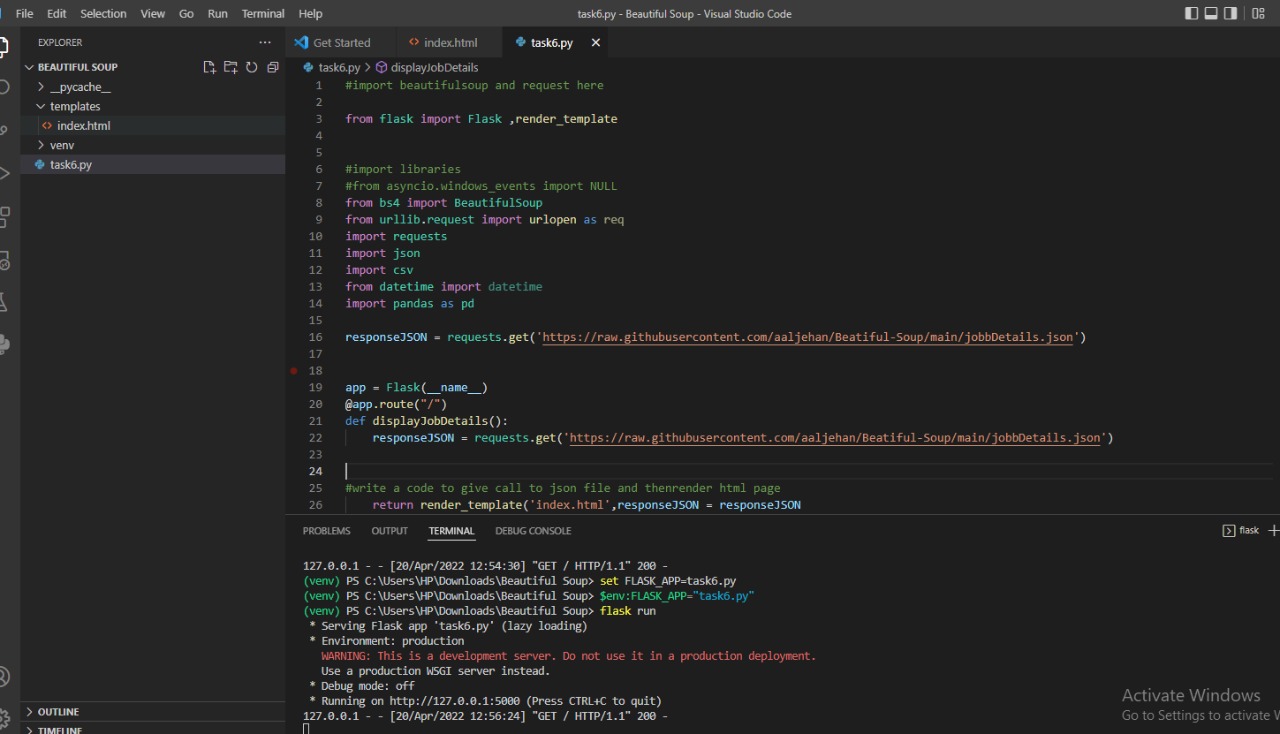 File Edit Selection View Go Run Terminal Help task6.py - Beautiful Soup - Visual Studio Code
EXPLORER ... Get Started <> index.html task6.py ×
BEAUTIFUL SOUP task6.py > displayJobDetails
> __pycache__
templates
<> index.html
> venv
task6.py
1 #import beautifulsoup and request here
2
3 from flask import Flask ,render_template
4
5
6 #import libraries
7 #from asyncio.windows_events import NULL
8 from bs4 import BeautifulSoup
9 from urllib.request import urlopen as req
10 import requests
11 import json
12 import csv
13 from datetime import datetime
14 import pandas as pd
15
16 responseJSON = requests.get('https://raw.githubusercontent.com/aaljehan/Beatiful-Soup/main/jobbDetails.json')
17
18
19 app = Flask(__name__)
20 @app.route("/")
21 def displayJobDetails():
22 responseJSON = requests.get('https://raw.githubusercontent.com/aaljehan/Beatiful-Soup/main/jobbDetails.json')
23
24
25 #write a code to give call to json file and thenrender html page
26 return render_template('index.html',responseJSON = responseJSON
PROBLEMS OUTPUT TERMINAL DEBUG CONSOLE flask +
127.0.0.1 - - [20/Apr/2022 12:54:30] "GET / HTTP/1.1" 200 -
(venv) PS C:\Users\HP\Downloads\Beautiful Soup> set FLASK_APP=task6.py
(venv) PS C:\Users\HP\Downloads\Beautiful Soup> $env:FLASK_APP="task6.py"
(venv) PS C:\Users\HP\Downloads\Beautiful Soup> flask run
* Serving Flask app 'task6.py' (lazy loading)
* Environment: production
WARNING: This is a development server. Do not use it in a production deployment.
Use a production WSGI server instead.
* Debug mode: off
* Running on http://127.0.0.1:5000 (Press CTRL+C to quit)
127.0.0.1 - - [20/Apr/2022 12:56:24] "GET / HTTP/1.1" 200 -
> OUTLINE
> TIMELINE
Activate Windows
Go to Settings to activate W